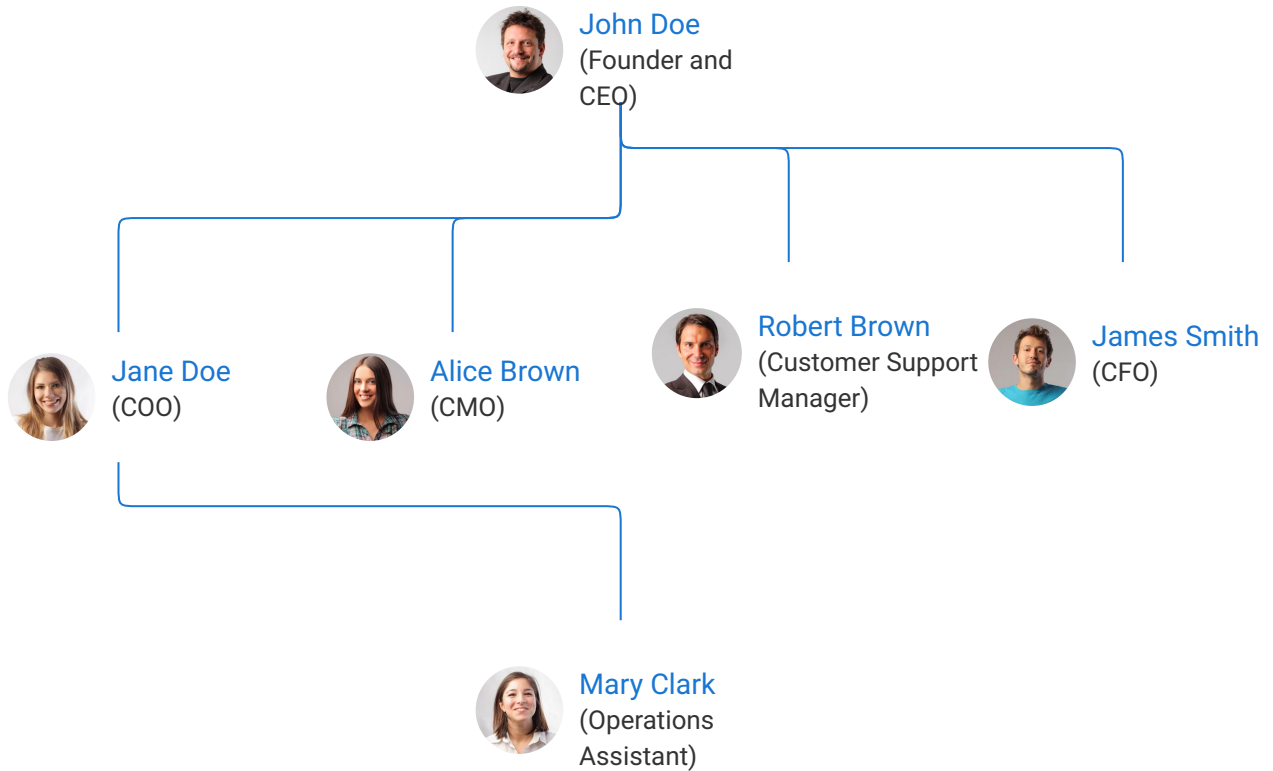 John Doe
(Founder and
CEO)
Jane Doe
(COO)
Alice Brown
(CMO)
Robert Brown
(Customer Support
Manager)
James Smith
(CFO)
Mary Clark
(Operations
Assistant)